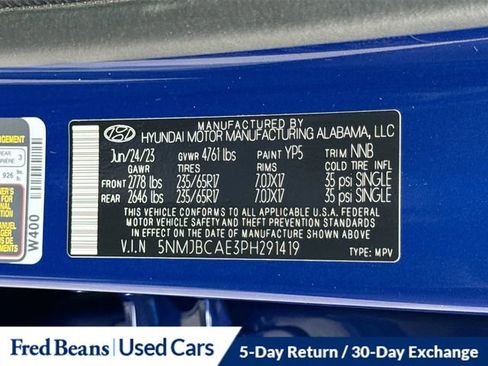 MANUFACTURED BY
HYUNDAI MOTOR MANUFACTURING ALABAMA, LLC
Jun/24/23 GVWR 4761 lbs PAINT YP5 TRIM NNB
GAWR TIRES RIMS COLD TIRE INFLATION
FRONT 2778 lbs 235/65R17 7.0JX17 35 psi SINGLE
REAR 2646 lbs 235/65R17 7.0JX17 35 psi SINGLE
THIS VEHICLE CONFORMS TO ALL APPLICABLE U.S.A. FEDERAL
MOTOR VEHICLE SAFETY AND THEFT PREVENTION STANDARDS
IN EFFECT ON THE DATE OF MANUFACTURE SHOWN ABOVE.
V.I.N 5NMJBCAE3PH291419 TYPE: MPV
REAR 3
926
W400
Fred Beans Used Cars 5-Day Return / 30-Day Exchange